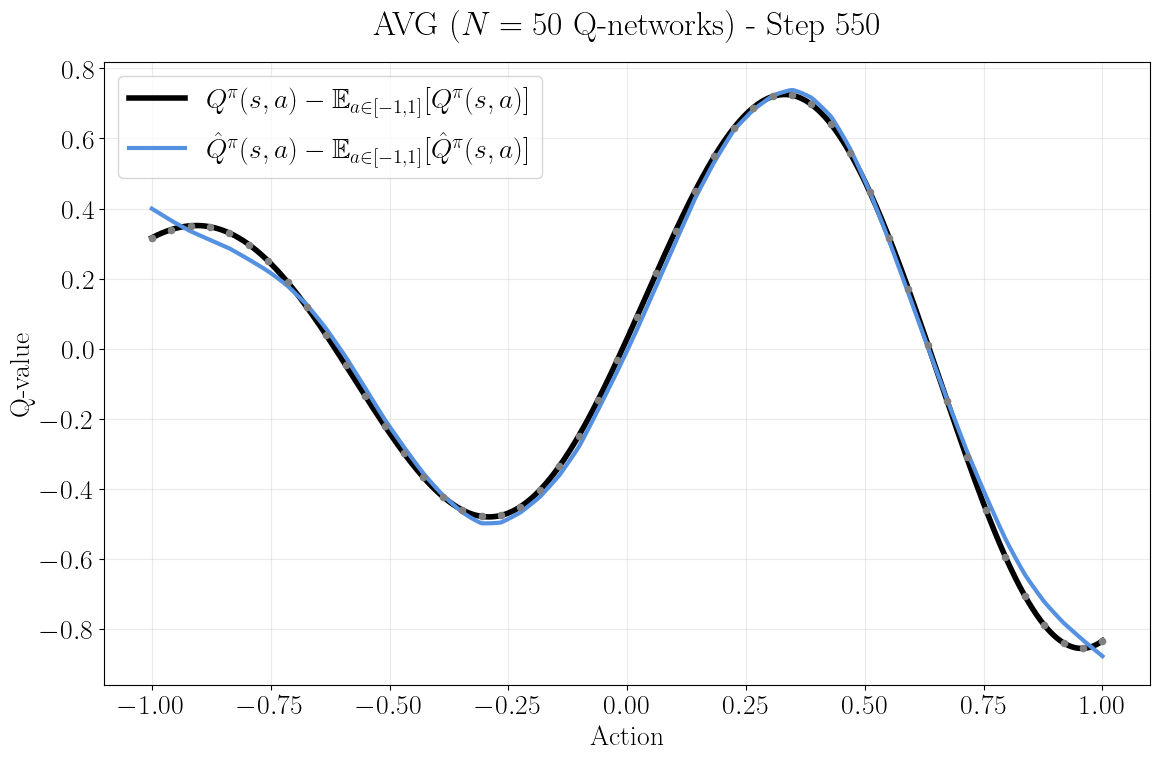 AVG (N = 50 Q-networks) - Step 550
Q^π(s, a) − 𝔼_{a∈[−1,1]}[Q^π(s, a)]
Q̂^π(s, a) − 𝔼_{a∈[−1,1]}[Q̂^π(s, a)]
Q-value
0.8
0.6
0.4
0.2
0.0
−0.2
−0.4
−0.6
−0.8
−1.00 −0.75 −0.50 −0.25 0.00 0.25 0.50 0.75 1.00
Action